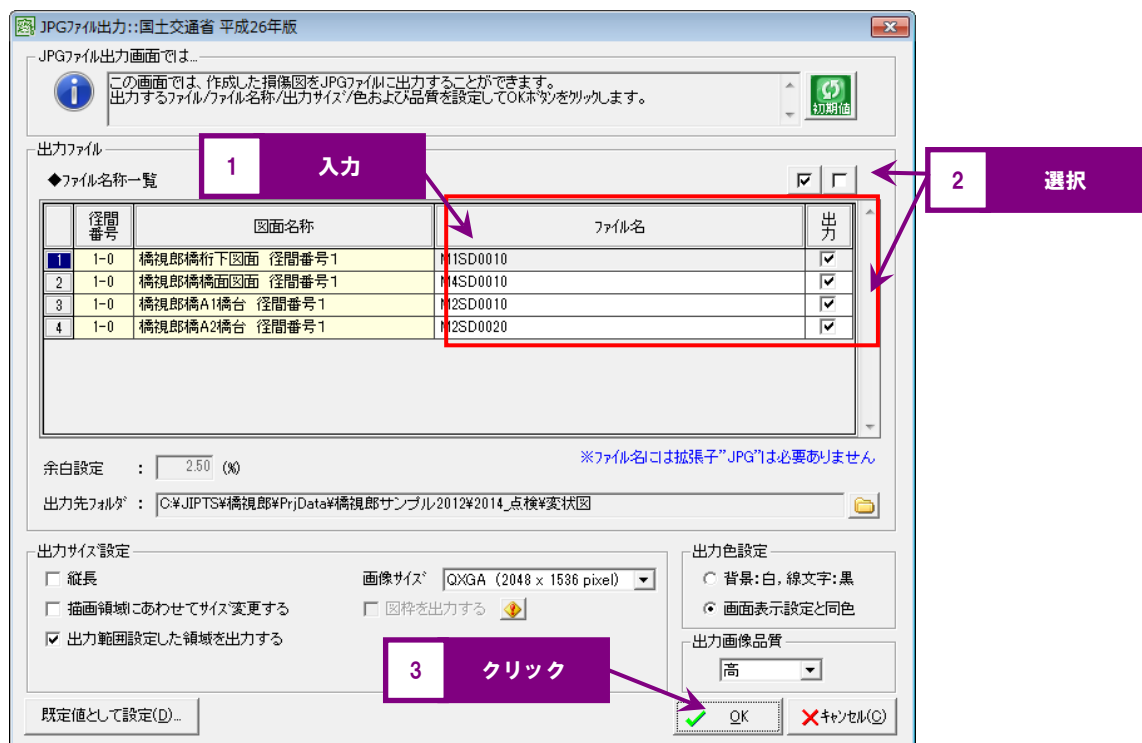 JPGファイル出力::国土交通省 平成26年版
JPGファイル出力画面では...
この画面では、作成した損傷図をJPGファイルに出力することができます。
出力するファイル/ファイル名称/出力サイズ/色および品質を設定してOKボタンをクリックします。
初期値
出力ファイル
1 入力
◆ファイル名称一覧
2 選択
径間番号 図面名称 ファイル名 出力
1 1-0 橋視郎橋桁下図面 径間番号1 M1SD0010
2 1-0 橋視郎橋橋面図面 径間番号1 M4SD0010
3 1-0 橋視郎橋A1橋台 径間番号1 M2SD0010
4 1-0 橋視郎橋A2橋台 径間番号1 M2SD0020
※ファイル名には拡張子"JPG"は必要ありません
余白設定 : 2.50 (%)
出力先フォルダ : C:¥JIPTS¥橋視郎¥PrjData¥橋視郎サンプル2012¥2014_点検¥変状図
出力サイズ設定
縦長
画像サイズ QXGA (2048 x 1536 pixel)
描画領域にあわせてサイズ変更する
図枠を出力する
出力範囲設定した領域を出力する
出力色設定
背景:白,線文字:黒
画面表示設定と同色
出力画像品質
高
3 クリック
既定値として設定(D)...
OK
キャンセル(C)